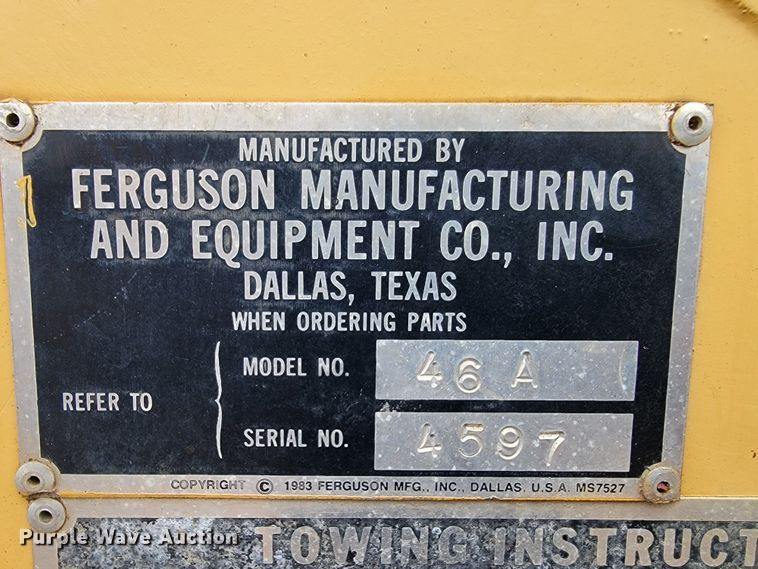 MANUFACTURED BY
FERGUSON MANUFACTURING
AND EQUIPMENT CO., INC.
DALLAS, TEXAS
WHEN ORDERING PARTS
REFER TO
MODEL NO. 46 A
SERIAL NO. 4597
COPYRIGHT © 1983 FERGUSON MFG., INC., DALLAS, U.S.A. MS7527
TOWING INSTRUCT
Purple Wave Auction